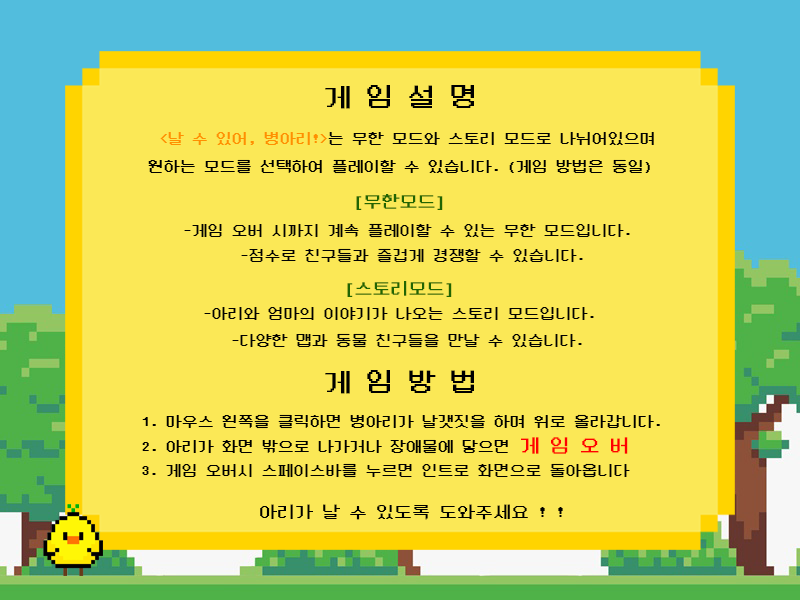 게 임 설 명
<날 수 있어, 병아리!>는 무한 모드와 스토리 모드로 나뉘어있으며
원하는 모드를 선택하여 플레이할 수 있습니다. (게임 방법은 동일)
[무한모드]
-게임 오버 시까지 계속 플레이할 수 있는 무한 모드입니다.
-점수로 친구들과 즐겁게 경쟁할 수 있습니다.
[스토리모드]
-아리와 엄마의 이야기가 나오는 스토리 모드입니다.
-다양한 맵과 동물 친구들을 만날 수 있습니다.
게 임 방 법
1. 마우스 왼쪽을 클릭하면 병아리가 날갯짓을 하며 위로 올라갑니다.
2. 아리가 화면 밖으로 나가거나 장애물에 닿으면 게 임 오 버
3. 게임 오버시 스페이스바를 누르면 인트로 화면으로 돌아옵니다
아리가 날 수 있도록 도와주세요 ! !